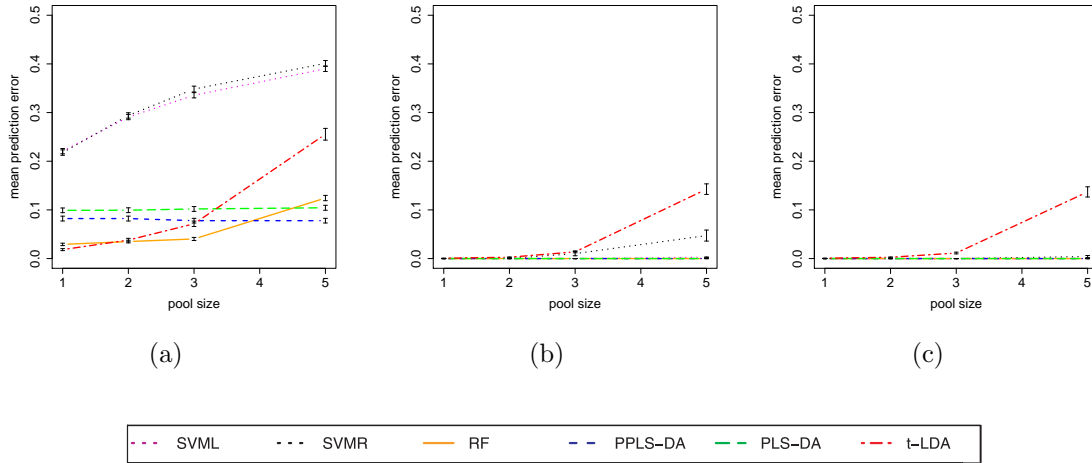 0.5
0.4
0.3
0.2
0.1
0.0
mean prediction error
1 2 3 4 5
pool size
(a)
0.5
0.4
0.3
0.2
0.1
0.0
mean prediction error
1 2 3 4 5
pool size
(b)
0.5
0.4
0.3
0.2
0.1
0.0
mean prediction error
1 2 3 4 5
pool size
(c)
SVML SVMR RF PPLS−DA PLS−DA t−LDA